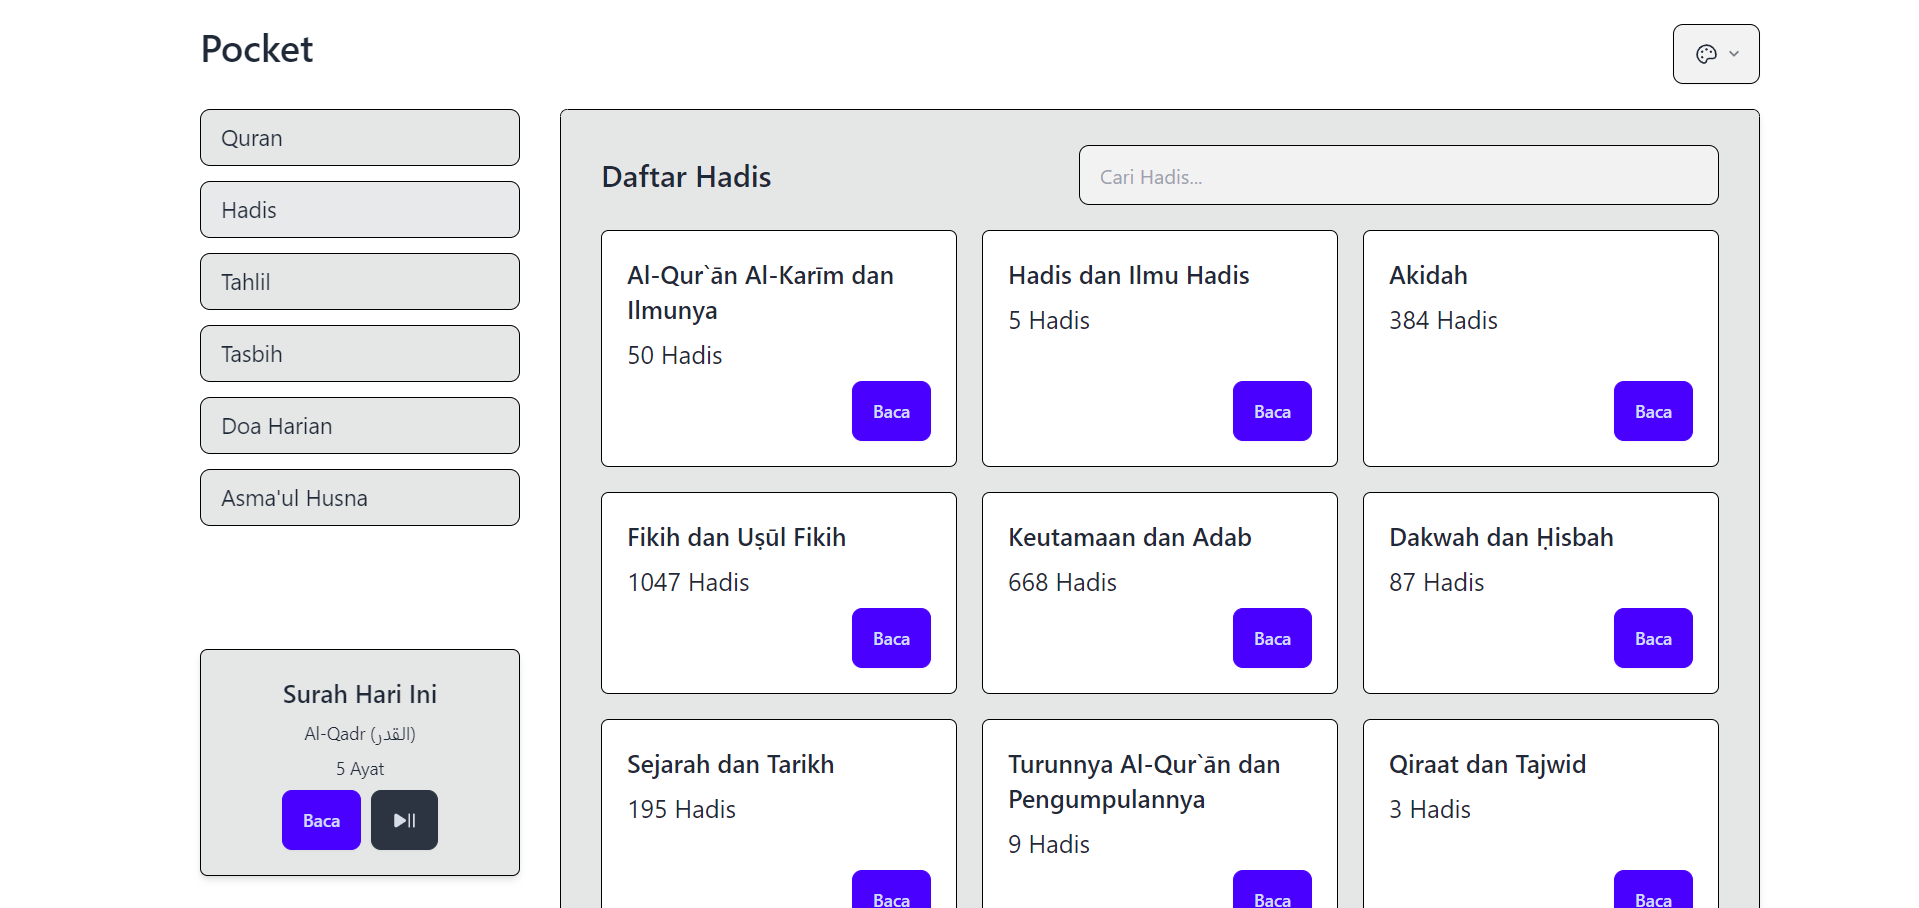 Pocket
Quran
Hadis
Tahlil
Tasbih
Doa Harian
Asma'ul Husna
Surah Hari Ini
Al-Qadr (القدر)
5 Ayat
Baca
Daftar Hadis
Cari Hadis...
Al-Qur`ān Al-Karīm dan
Ilmunya
50 Hadis
Baca
Hadis dan Ilmu Hadis
5 Hadis
Baca
Akidah
384 Hadis
Baca
Fikih dan Uṣūl Fikih
1047 Hadis
Baca
Keutamaan dan Adab
668 Hadis
Baca
Dakwah dan Ḥisbah
87 Hadis
Baca
Sejarah dan Tarikh
195 Hadis
Baca
Turunnya Al-Qur`ān dan
Pengumpulannya
9 Hadis
Baca
Qiraat dan Tajwid
3 Hadis
Baca